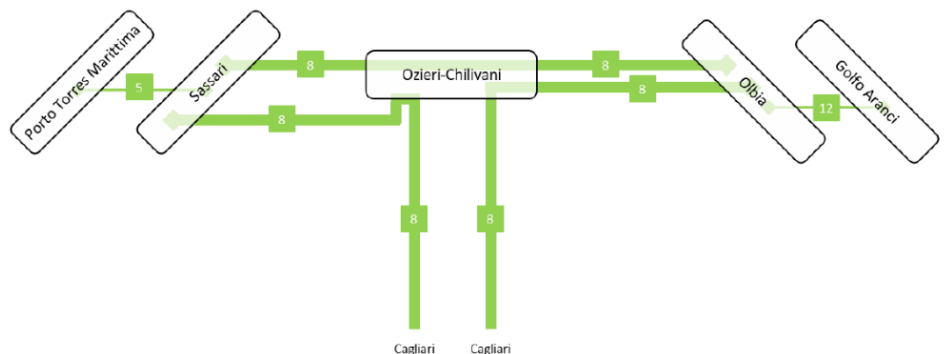 Porto Torres Marittima
5
Sassari
8
8
Ozieri-Chilivani
8
8
Olbia
12
Golfo Aranci
8
8
Cagliari
Cagliari